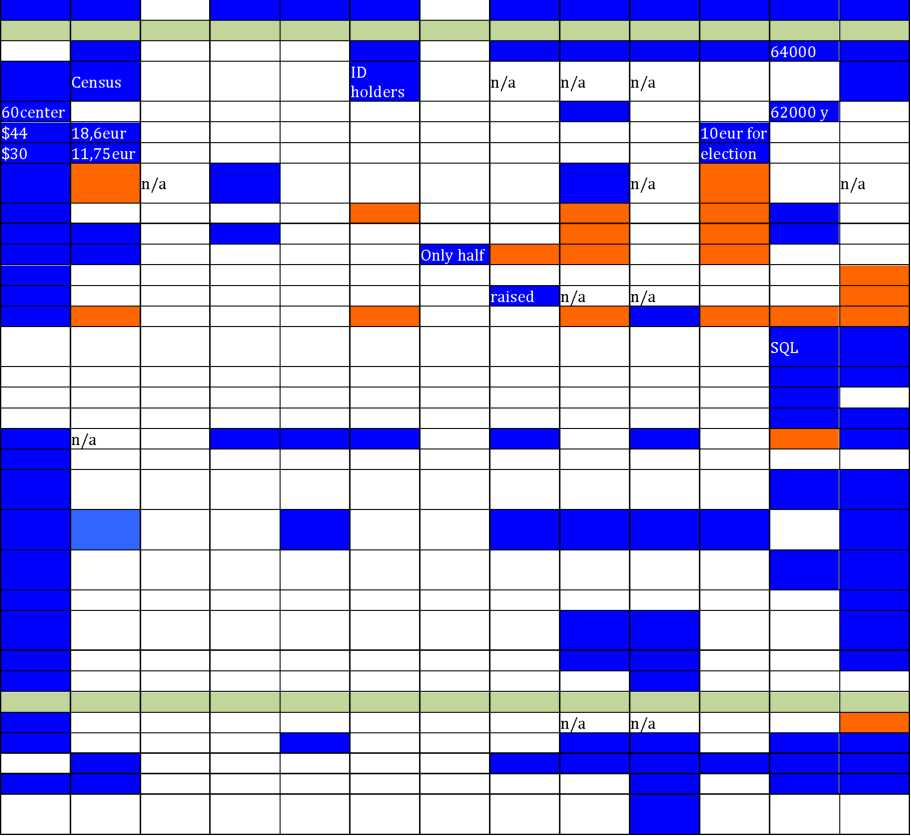 64000
Census
ID
holders
n/a n/a n/a
60center
62000 y
$44 18,6eur 10eur for
$30 11,75eur election
n/a n/a n/a
Only half
raised n/a n/a
SQL
n/a
n/a n/a